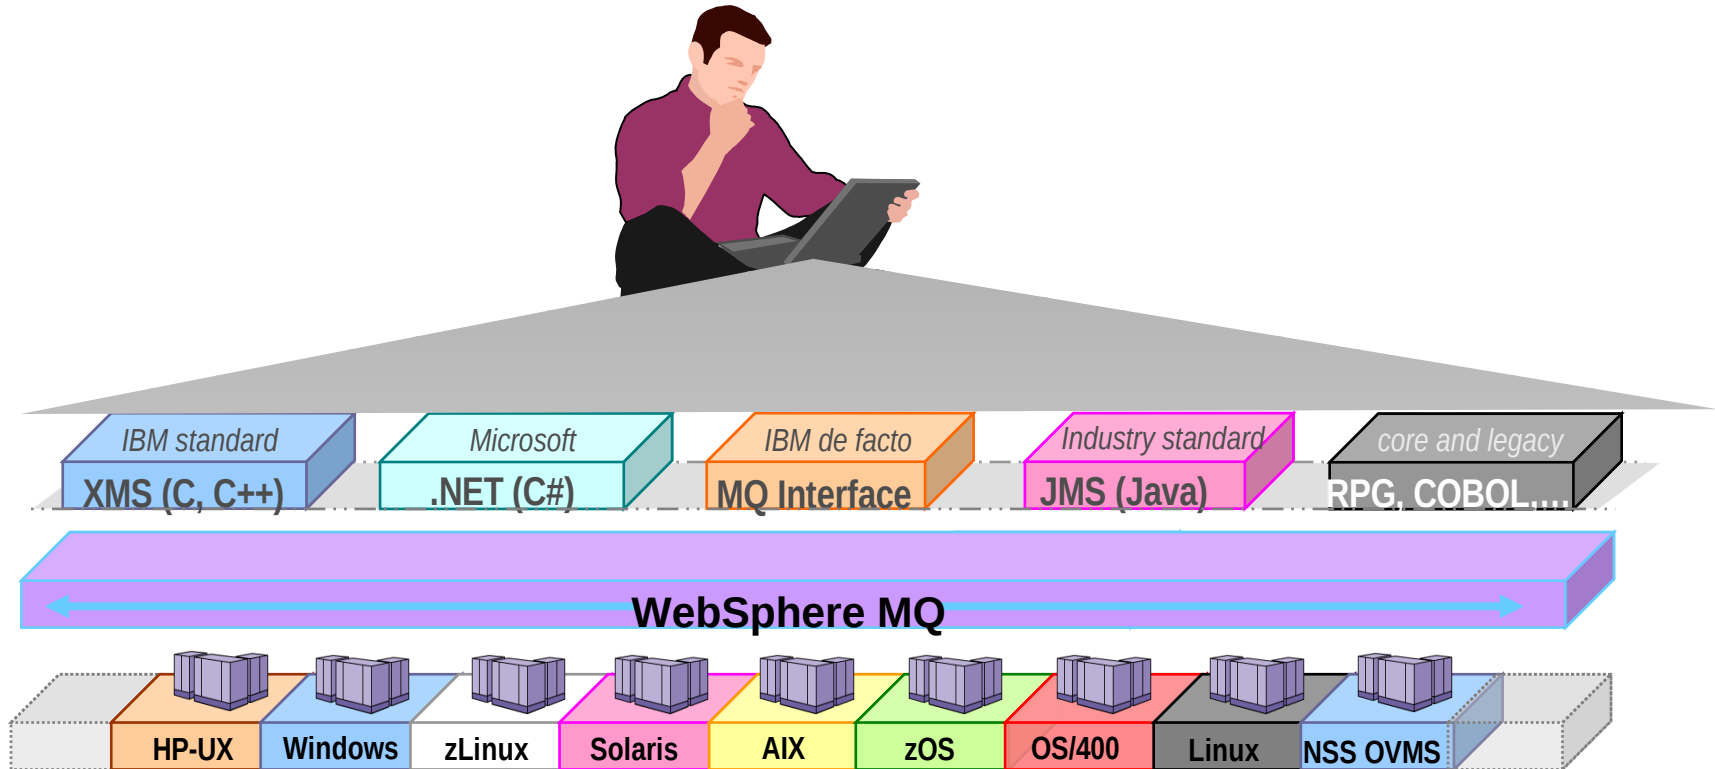 IBM standard
Microsoft
IBM de facto
Industry standard
core and legacy
XMS (C, C++)
.NET (C#)
MQ Interface
JMS (Java)
RPG, COBOL,…
WebSphere MQ
HP-UX
Windows
zLinux
Solaris
AIX
zOS
OS/400
Linux
NSS OVMS